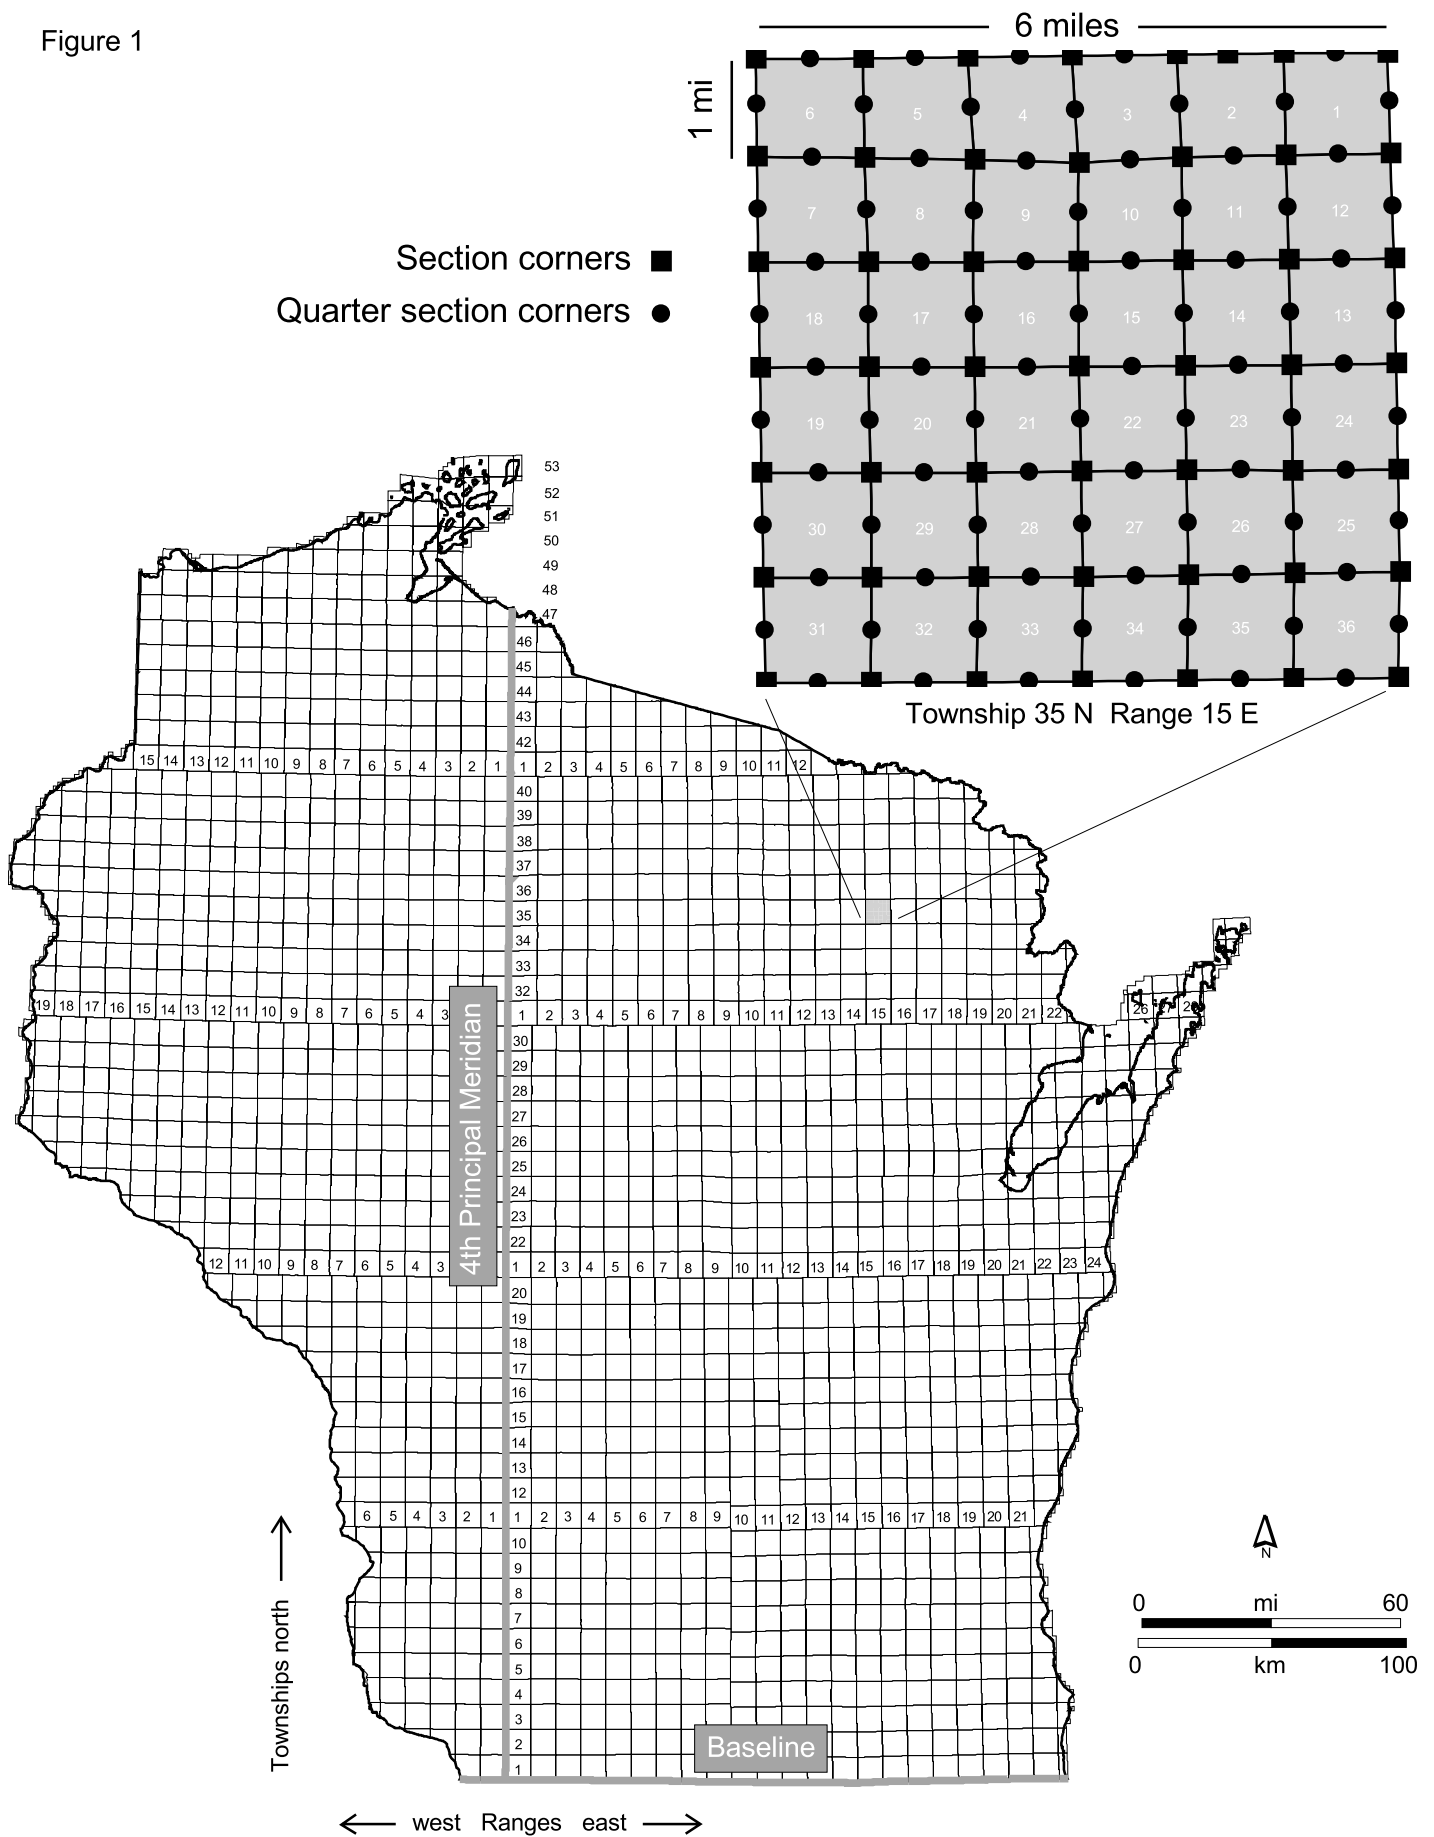 Figure 1
6 miles
1 mi
6 5 4 3 2 1
7 8 9 10 11 12
Section corners
Quarter section corners
18 17 16 15 14 13
19 20 21 22 23 24
30 29 28 27 26 25
31 32 33 34 35 36
Township 35 N Range 15 E
53
52
51
50
49
48
47
46
45
44
43
42
15 14 13 12 11 10 9 8 7 6 5 4 3 2 1 1 2 3 4 5 6 7 8 9 10 11 12
40
39
38
37
36
35
34
33
32
19 18 17 16 15 14 13 12 11 10 9 8 7 6 5 4 3 1 2 3 4 5 6 7 8 9 10 11 12 13 14 15 16 17 18 19 20 21 22 26
4th Principal Meridian
30
29
28
27
26
25
24
23
22
12 11 10 9 8 7 6 5 4 3 1 2 3 4 5 6 7 8 9 10 11 12 13 14 15 16 17 18 19 20 21 22 23 24
20
19
18
17
16
15
14
13
12
6 5 4 3 2 1 1 2 3 4 5 6 7 8 9 10 11 12 13 14 15 16 17 18 19 20 21
10
9
8
7
6
5
4
3
2
1
Townships north
Baseline
west Ranges east
N
0 mi 60
0 km 100